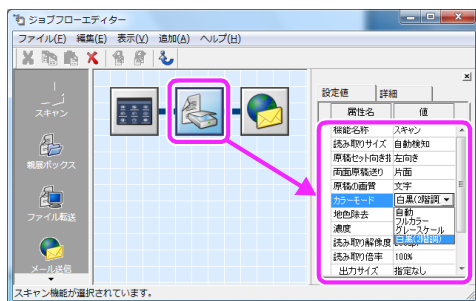 ジョブフローエディター
ファイル(F) 編集(E) 表示(V) 追加(A) ヘルプ(H)
スキャン
親展ボックス
ファイル転送
メール送信
設定値 詳細
属性名 値
機能名称 スキャン
読み取りサイズ 自動検知
原稿セット向き 左向き
両面原稿送り 片面
原稿の画質 文字
カラーモード 白黒(2階調)
地色除去 自動
フルカラー
濃度 グレースケール
読み取り解像度 白黒(2階調)
読み取り倍率 100%
出力サイズ 指定なし
スキャン機能が選択されています。